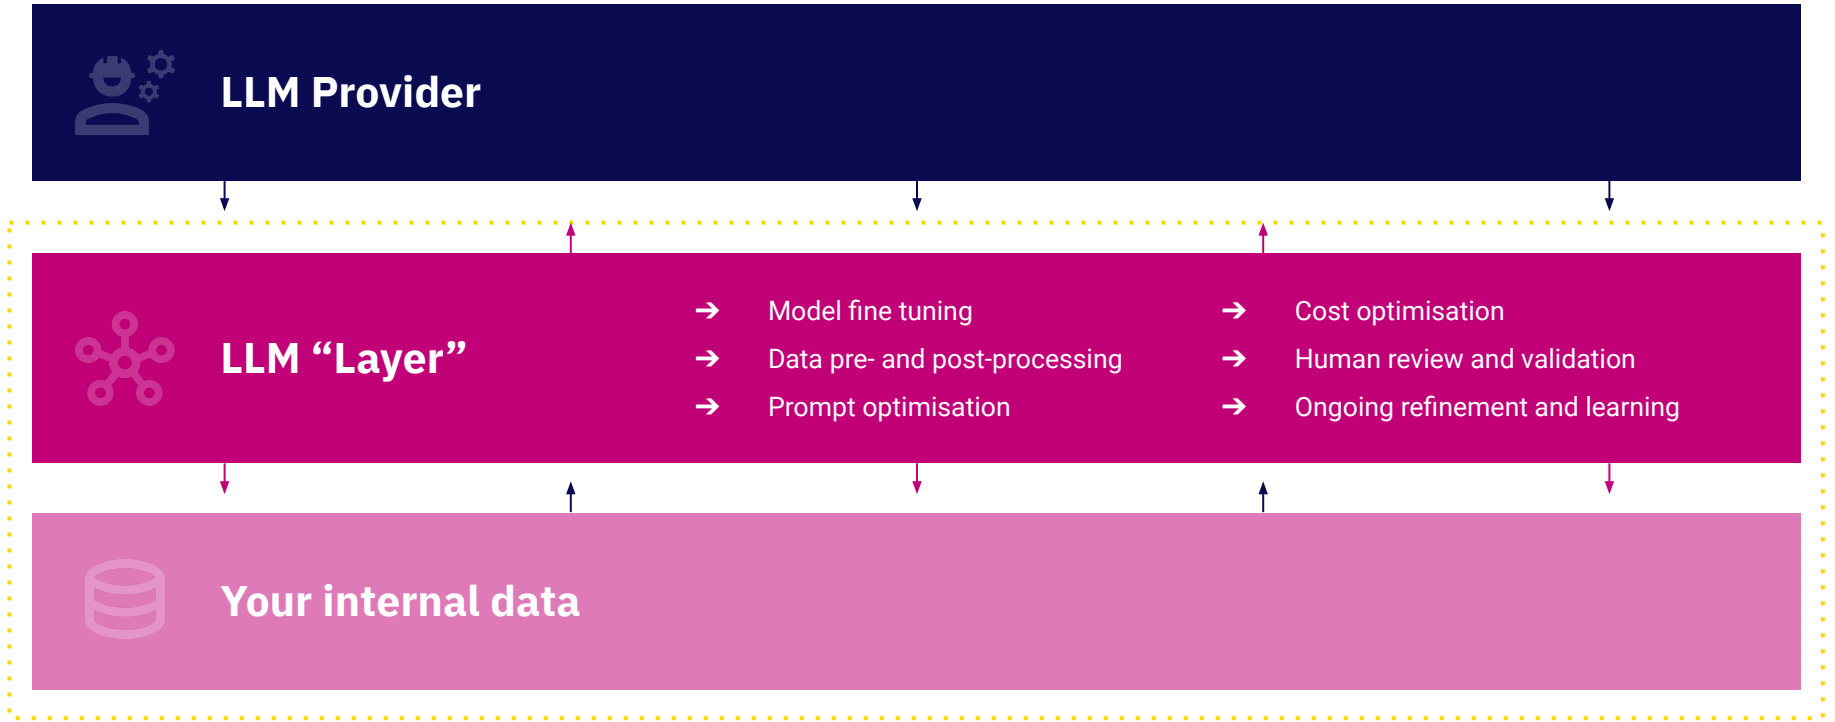 LLM Provider
LLM “Layer”
➔ Model fine tuning
➔ Data pre- and post-processing
➔ Prompt optimisation
➔ Cost optimisation
➔ Human review and validation
➔ Ongoing refinement and learning
Your internal data